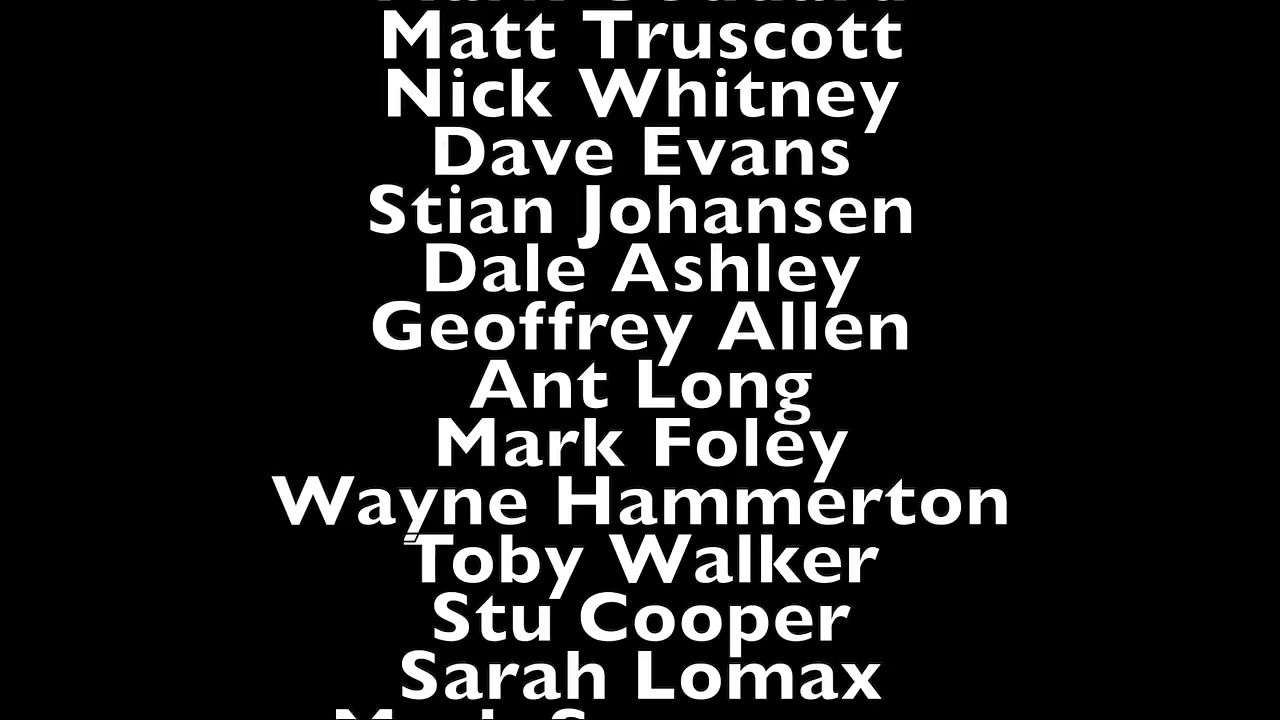 Matt Truscott
Nick Whitney
Dave Evans
Stian Johansen
Dale Ashley
Geoffrey Allen
Ant Long
Mark Foley
Wayne Hammerton
Toby Walker
Stu Cooper
Sarah Lomax